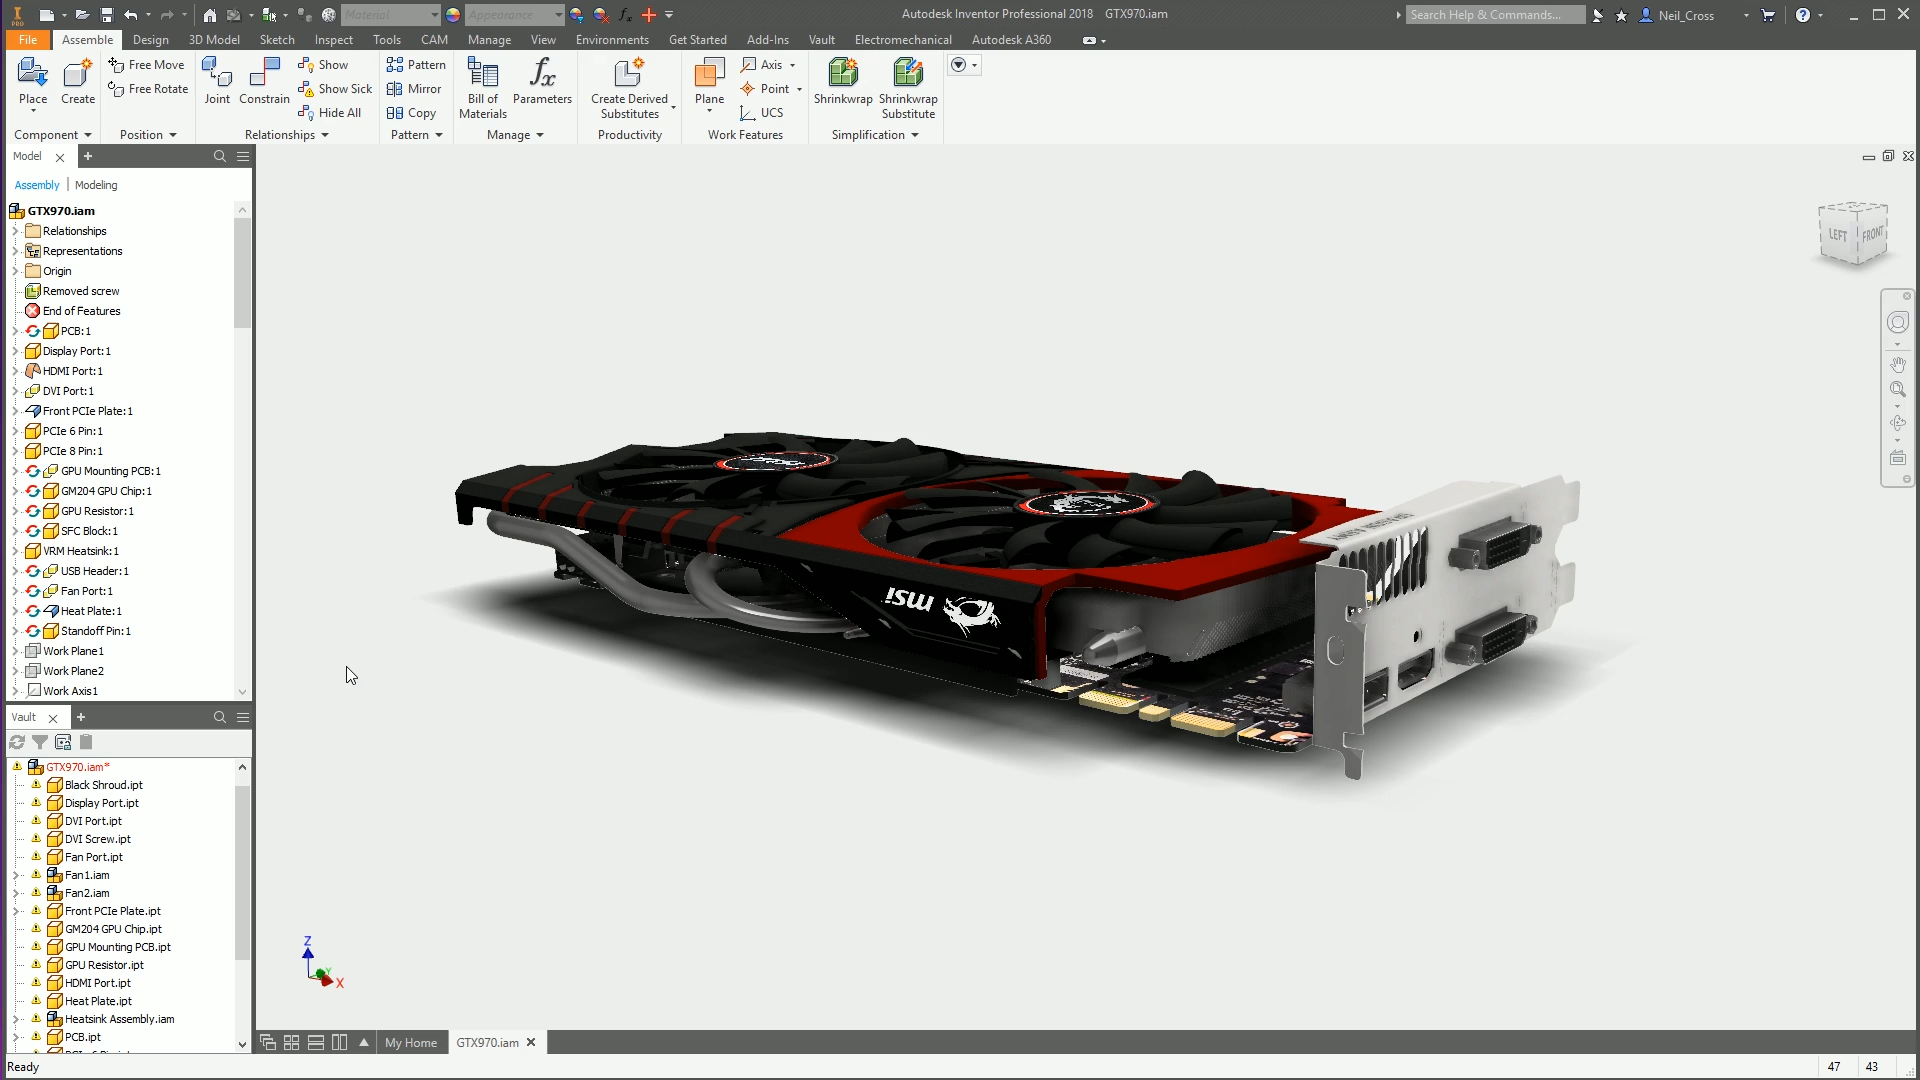 PRO
Material
Appearance
Autodesk Inventor Professional 2018 GTX970.iam
Search Help & Commands...
Neil_Cross
File Assemble Design 3D Model Sketch Inspect Tools CAM Manage View Environments Get Started Add-Ins Vault Electromechanical Autodesk A360
Place
Create
Component
Free Move
Free Rotate
Position
Joint
Constrain
Show
Show Sick
Hide All
Relationships
Pattern
Mirror
Copy
Pattern
Bill of
Materials
fx
Parameters
Manage
Create Derived
Substitutes
Productivity
Plane
Axis
Point
UCS
Work Features
Shrinkwrap
Shrinkwrap
Substitute
Simplification
Model
Assembly | Modeling
GTX970.iam
Relationships
Representations
Origin
Removed screw
End of Features
PCB:1
Display Port:1
HDMI Port:1
DVI Port:1
Front PCIe Plate:1
PCIe 6 Pin:1
PCIe 8 Pin:1
GPU Mounting PCB:1
GM204 GPU Chip:1
GPU Resistor:1
SFC Block:1
VRM Heatsink:1
USB Header:1
Fan Port:1
Heat Plate:1
Standoff Pin:1
Work Plane1
Work Plane2
Work Axis1
Vault
GTX970.iam*
Black Shroud.ipt
Display Port.ipt
DVI Port.ipt
DVI Screw.ipt
Fan Port.ipt
Fan1.iam
Fan2.iam
Front PCIe Plate.ipt
GM204 GPU Chip.ipt
GPU Mounting PCB.ipt
GPU Resistor.ipt
HDMI Port.ipt
Heat Plate.ipt
Heatsink Assembly.iam
PCB.ipt
LEFT FRONT
msi
Z
Y
X
My Home
GTX970.iam
Ready
47 43